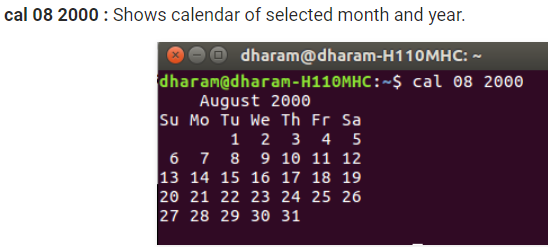 cal 08 2000 : Shows calendar of selected month and year.
dharam@dharam-H110MHC: ~
dharam@dharam-H110MHC:~$ cal 08 2000
    August 2000
Su Mo Tu We Th Fr Sa
       1  2  3  4  5
 6  7  8  9 10 11 12
13 14 15 16 17 18 19
20 21 22 23 24 25 26
27 28 29 30 31